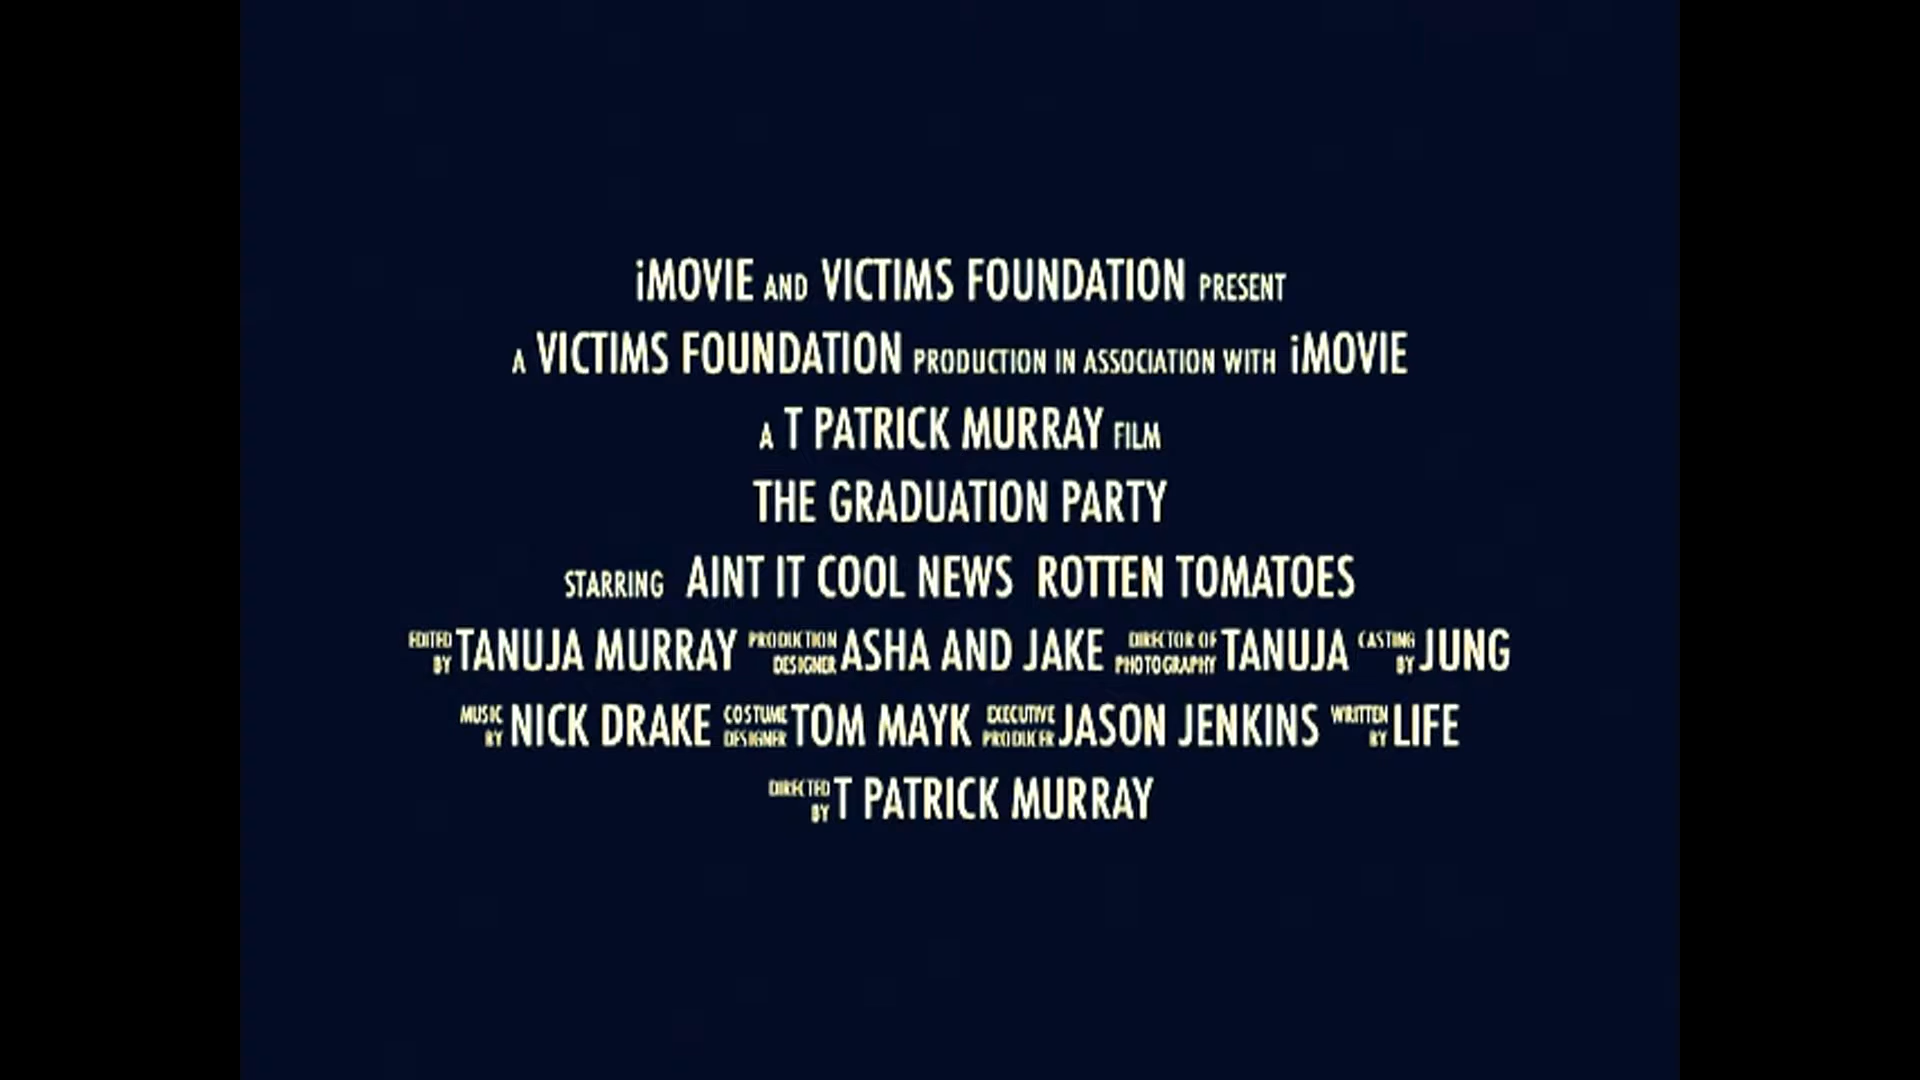 iMOVIE AND VICTIMS FOUNDATION PRESENT
A VICTIMS FOUNDATION PRODUCTION IN ASSOCIATION WITH iMOVIE
A T PATRICK MURRAY FILM
THE GRADUATION PARTY
STARRING AINT IT COOL NEWS ROTTEN TOMATOES
EDITED BY TANUJA MURRAY PRODUCTION DESIGNER ASHA AND JAKE DIRECTOR OF PHOTOGRAPHY TANUJA CASTING BY JUNG
MUSIC BY NICK DRAKE COSTUME DESIGNER TOM MAYK EXECUTIVE PRODUCER JASON JENKINS WRITTEN BY LIFE
DIRECTED BY T PATRICK MURRAY